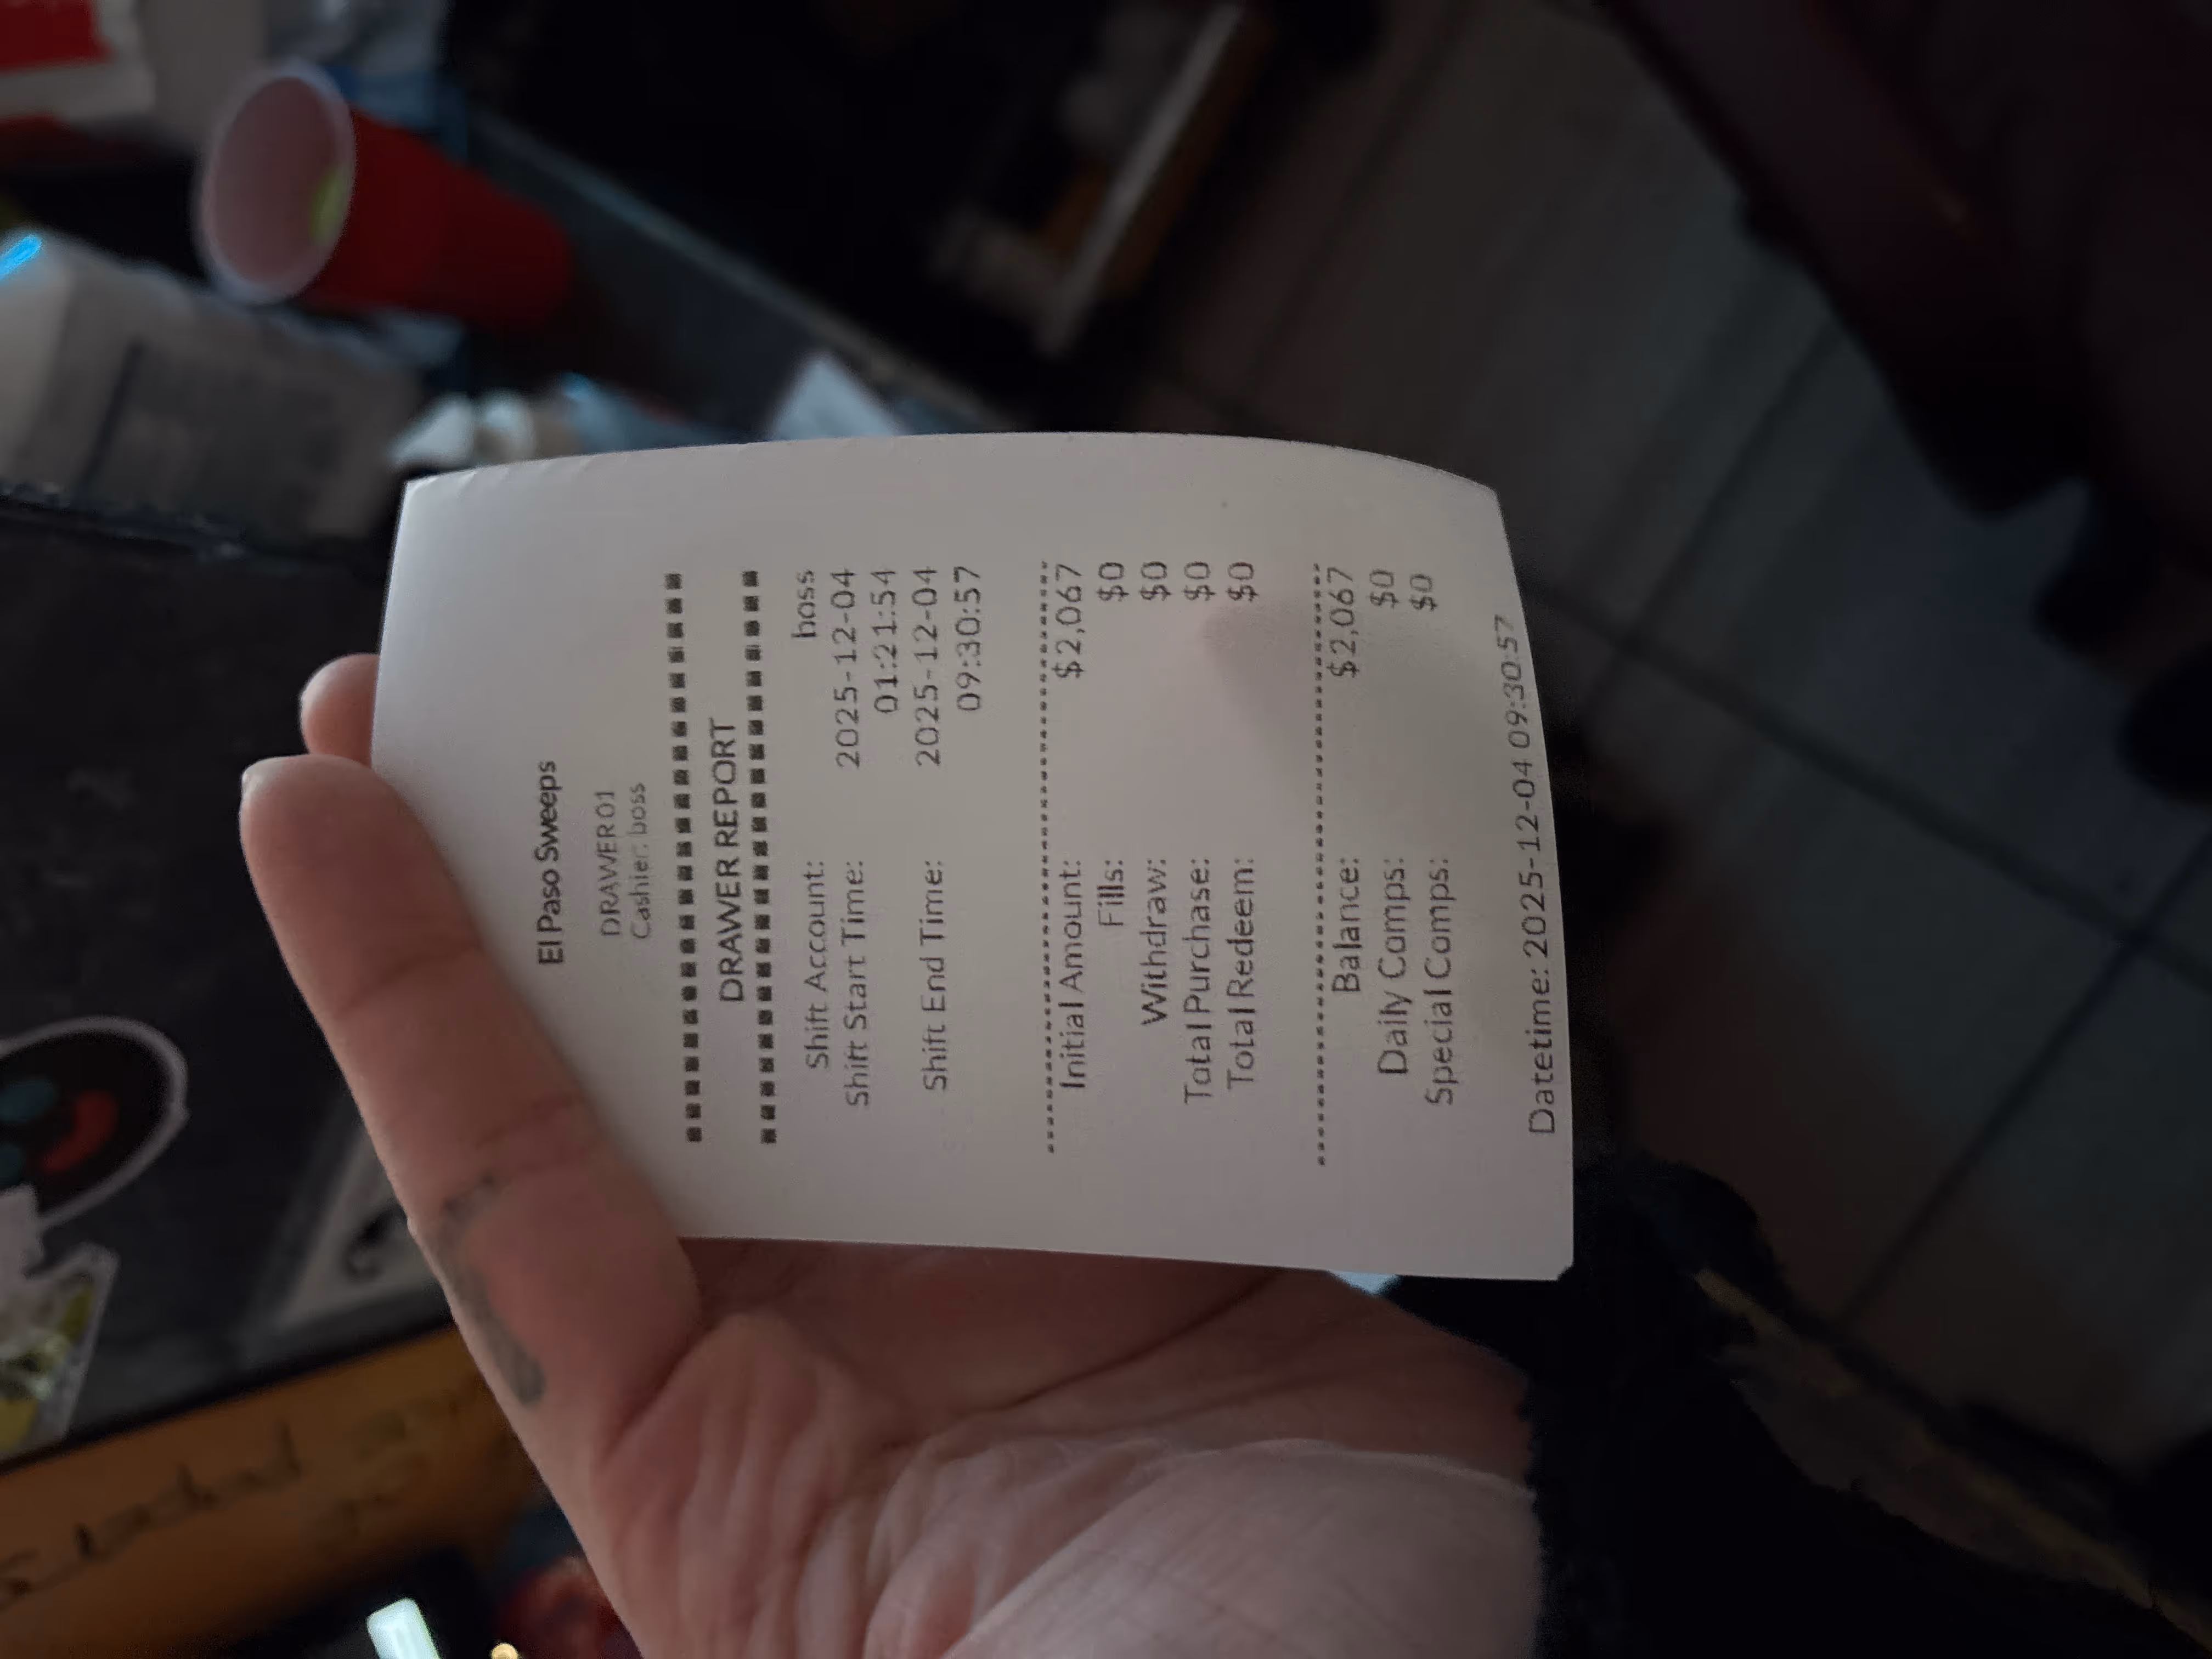 El Paso Sweeps
DRAWER01
Cashier: boss
DRAWER REPORT
Shift Account: boss
Shift Start Time: 2025-12-04
01:21:54
Shift End Time: 2025-12-04
09:30:57
Initial Amount: $2,067
Fills: $0
Withdraw: $0
Total Purchase: $0
Total Redeem: $0
Balance: $2,067
Daily Comps: $0
Special Comps: $0
Datetime: 2025-12-04 09:30:57